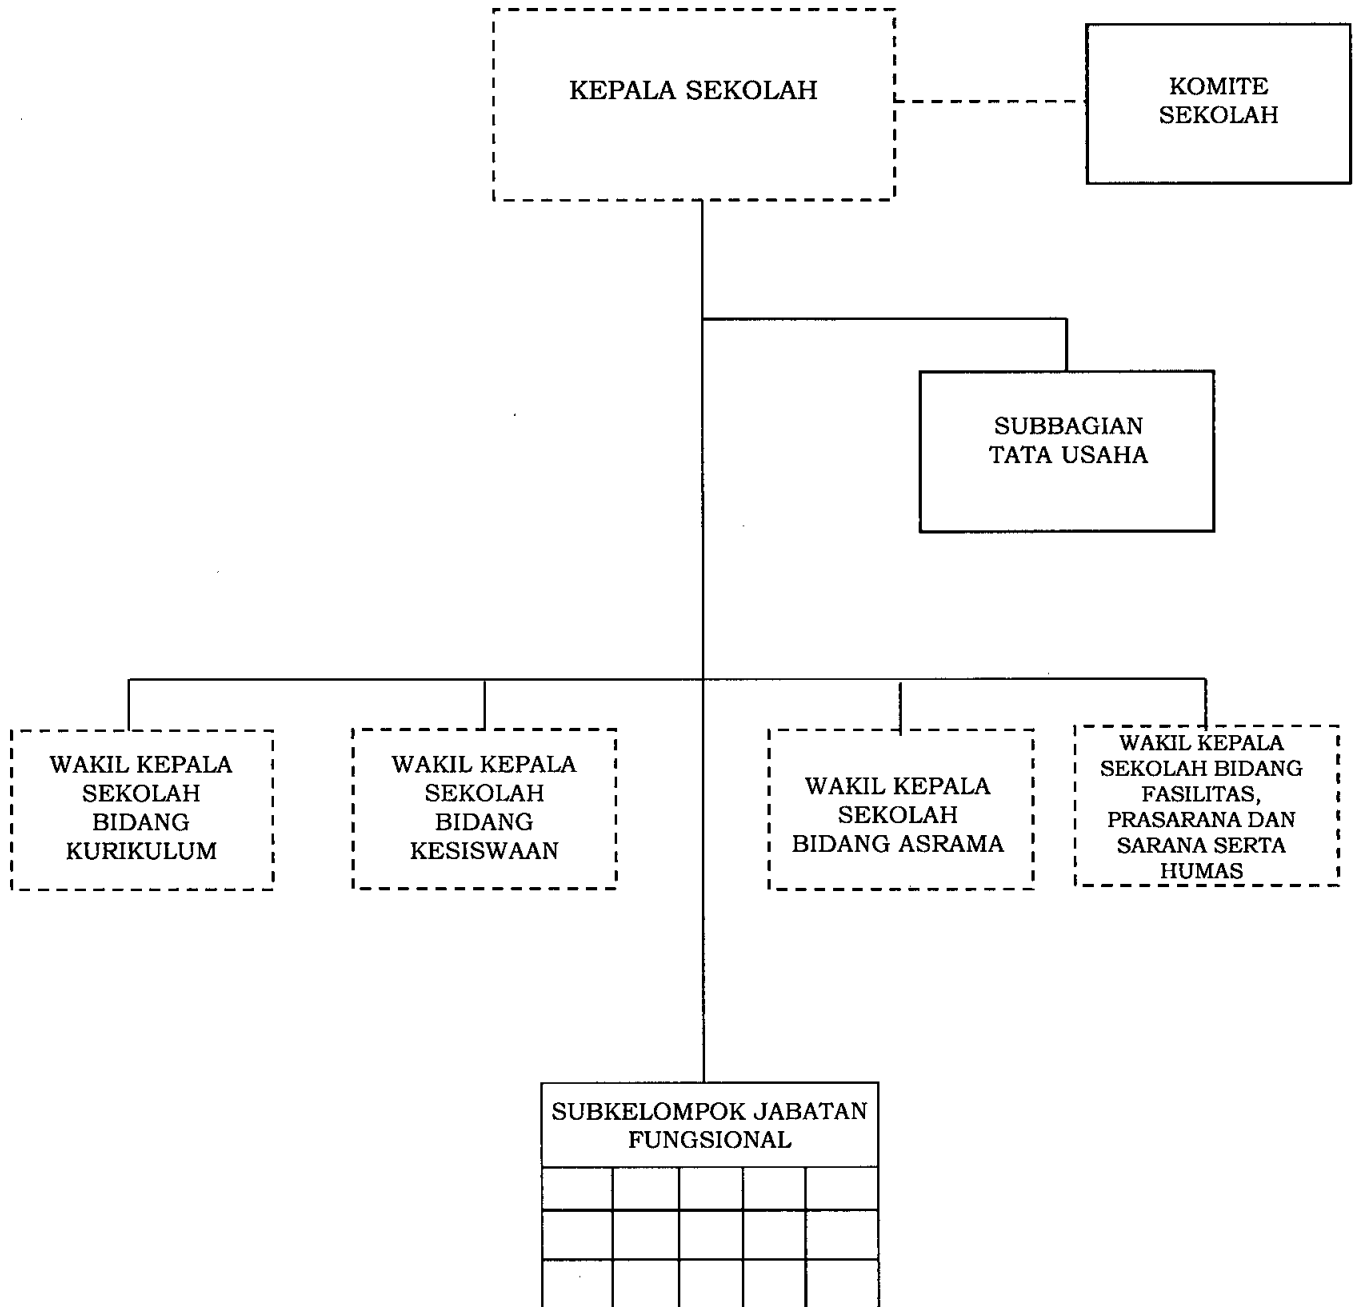 KEPALA SEKOLAH
KOMITE
SEKOLAH
SUBBAGIAN
TATA USAHA
WAKIL KEPALA
SEKOLAH
BIDANG
KURIKULUM
WAKIL KEPALA
SEKOLAH
BIDANG
KESISWAAN
WAKIL KEPALA
SEKOLAH
BIDANG ASRAMA
WAKIL KEPALA
SEKOLAH BIDANG
FASILITAS,
PRASARANA DAN
SARANA SERTA
HUMAS
SUBKELOMPOK JABATAN
FUNGSIONAL